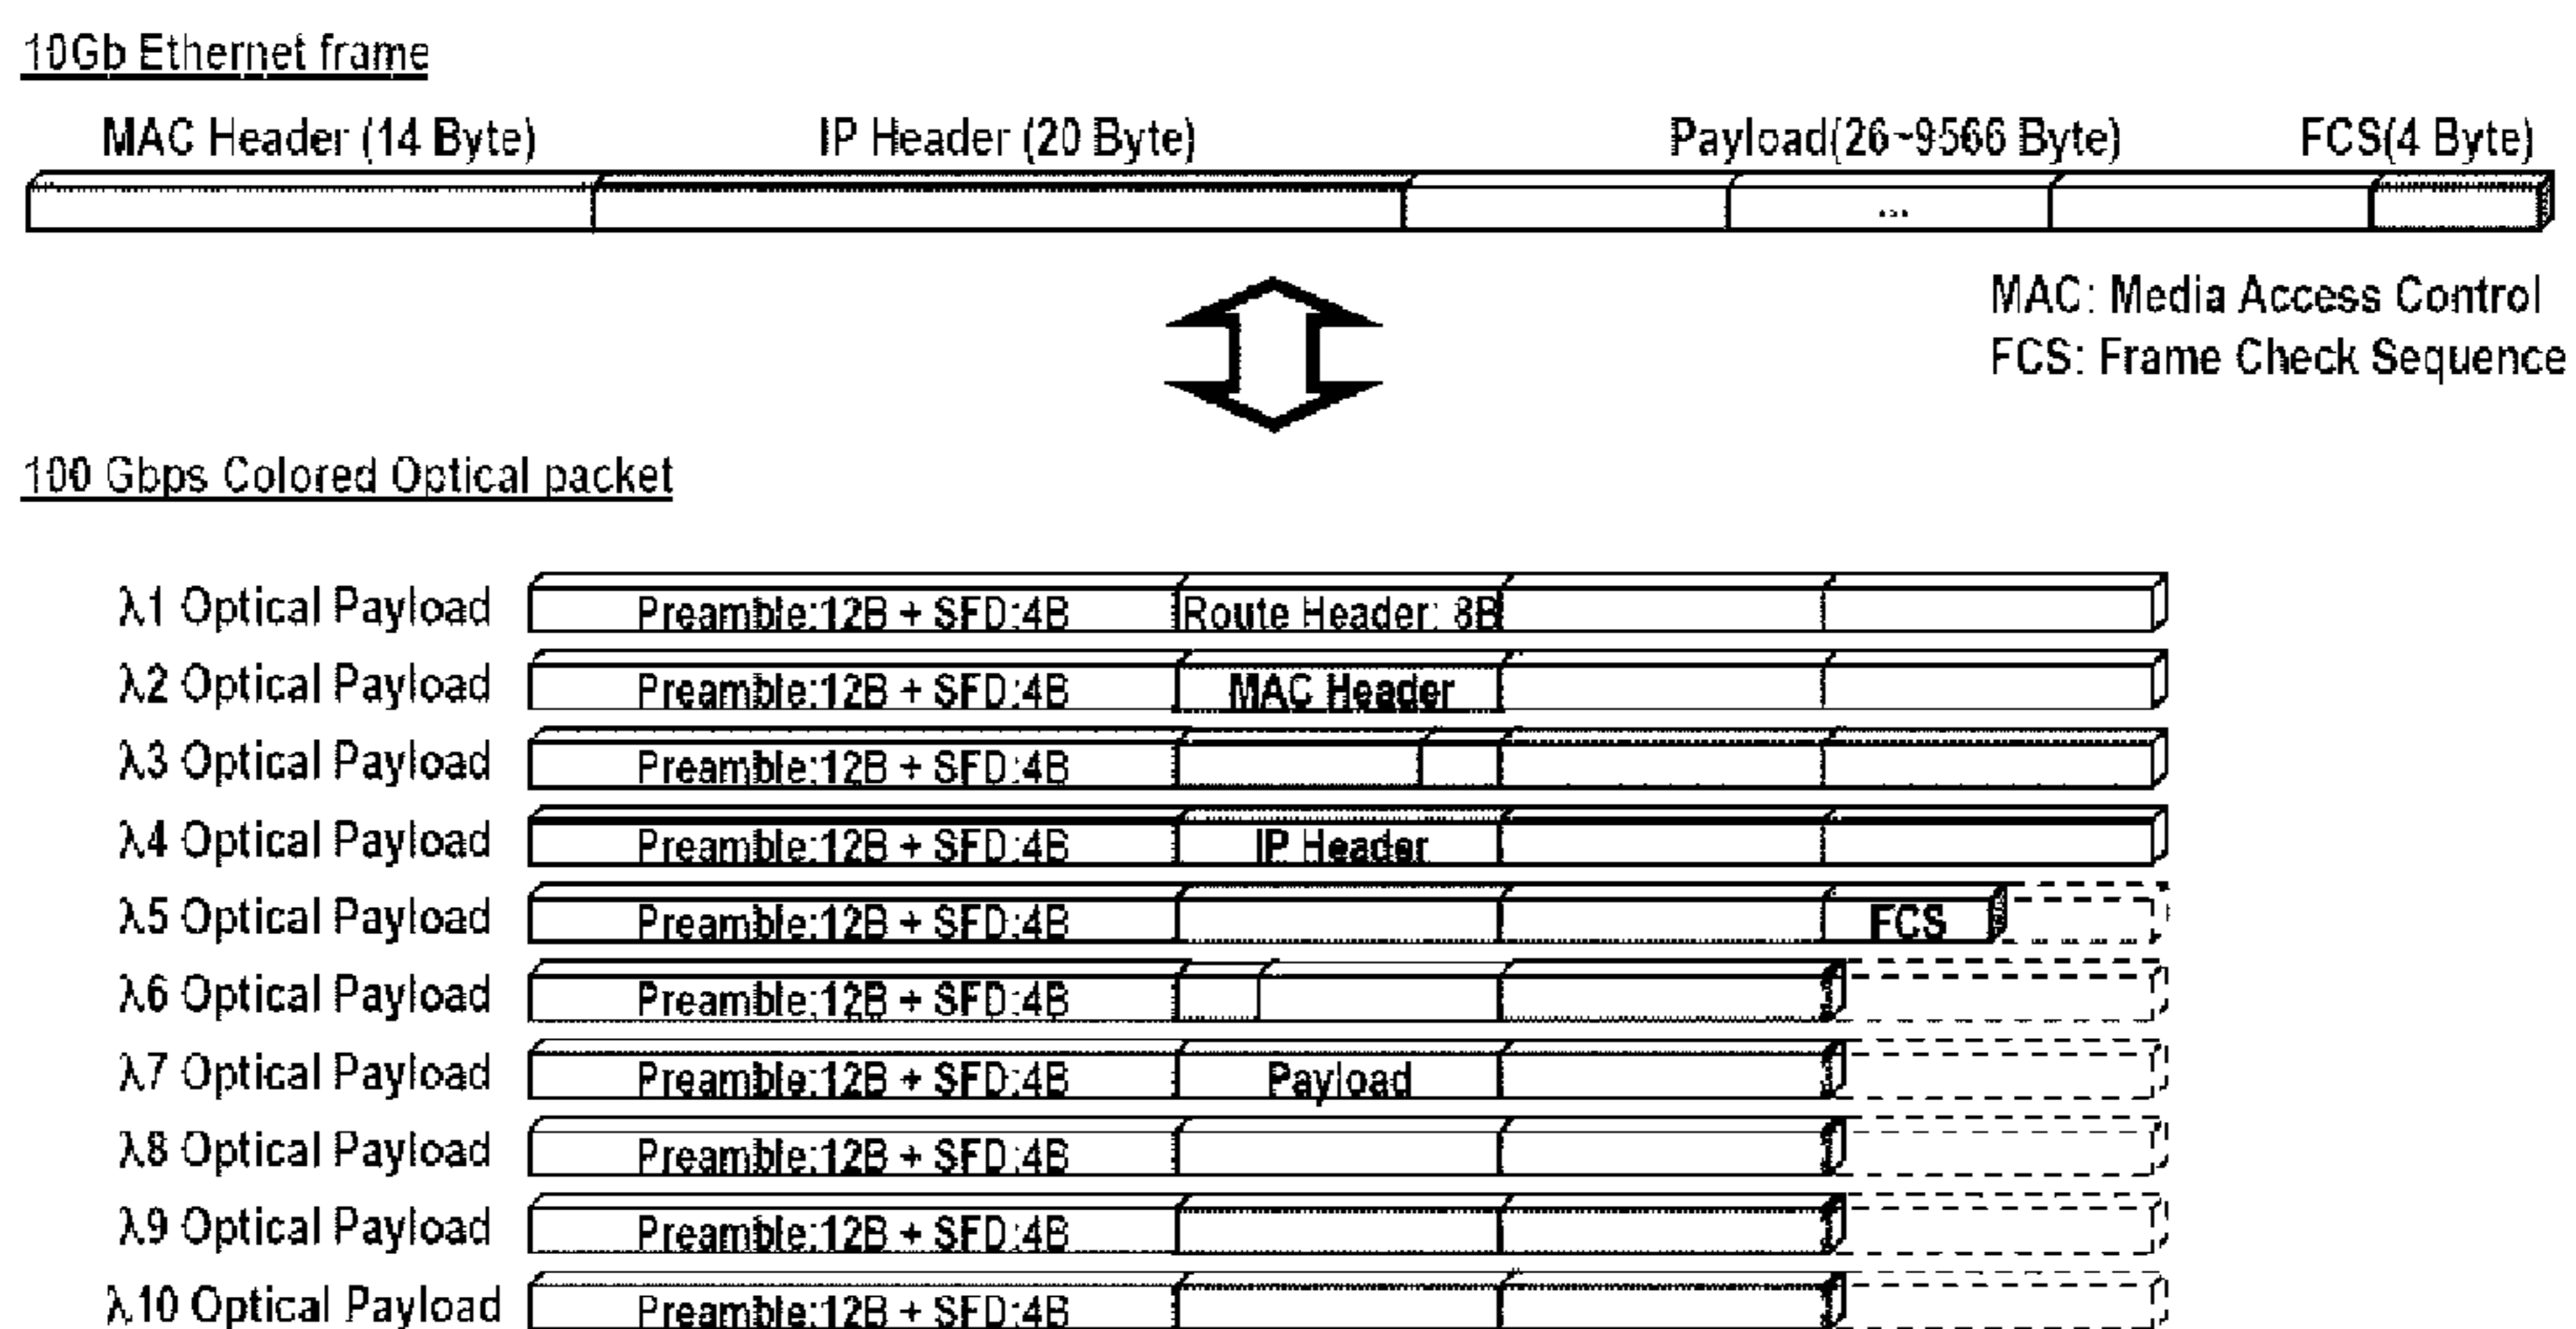 10Gb Ethernet frame
MAC Header (14 Byte) IP Header (20 Byte) Payload(26~9566 Byte) FCS(4 Byte)
...
MAC: Media Access Control
FCS: Frame Check Sequence
100 Gbps Colored Optical packet
λ1 Optical Payload Preamble:12B + SFD:4B Route Header: 8B
λ2 Optical Payload Preamble:12B + SFD:4B MAC Header
λ3 Optical Payload Preamble:12B + SFD:4B
λ4 Optical Payload Preamble:12B + SFD:4B IP Header
λ5 Optical Payload Preamble:12B + SFD:4B FCS
λ6 Optical Payload Preamble:12B + SFD:4B
λ7 Optical Payload Preamble:12B + SFD:4B Payload
λ8 Optical Payload Preamble:12B + SFD:4B
λ9 Optical Payload Preamble:12B + SFD:4B
λ10 Optical Payload Preamble:12B + SFD:4B